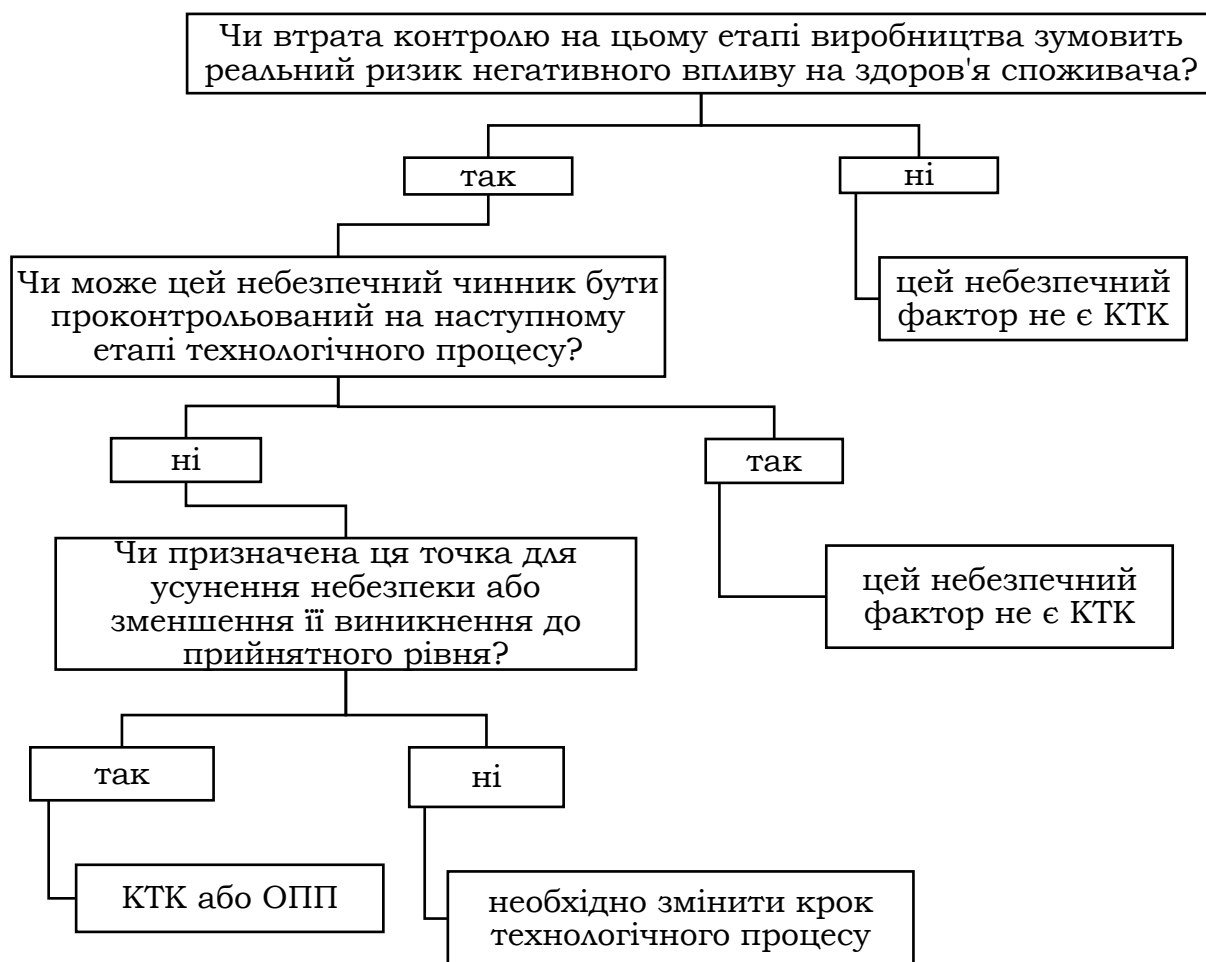 Чи втрата контролю на цьому етапі виробництва зумовить
реальний ризик негативного впливу на здоров'я споживача?
так
ні
Чи може цей небезпечний чинник бути
проконтрольований на наступному
етапі технологічного процесу?
цей небезпечний
фактор не є КТК
ні
так
Чи призначена ця точка для
усунення небезпеки або
зменшення її виникнення до
прийнятного рівня?
цей небезпечний
фактор не є КТК
так
ні
КТК або ОПП
необхідно змінити крок
технологічного процесу